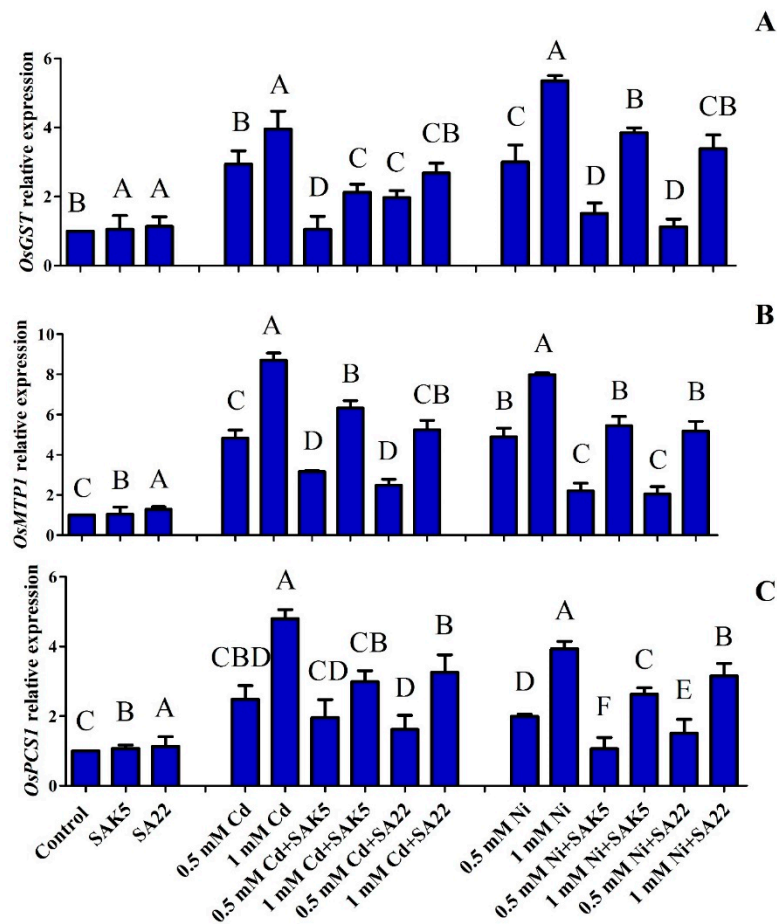 A
OsGST relative expression
6
4
2
0
B A A
B A D C C CB
C A D B D CB
B
OsMTP1 relative expression
10
8
6
4
2
0
C B A
C A D B D CB
B A C B C B
C
OsPCS1 relative expression
6
4
2
0
C B A
CBD A CD CB D B
D A F C E B
Control
SAK5
SA22
0.5 mM Cd
1 mM Cd
0.5 mM Cd+SAK5
1 mM Cd+SAK5
0.5 mM Cd+SA22
1 mM Cd+SA22
0.5 mM Ni
1 mM Ni
0.5 mM Ni+SAK5
1 mM Ni+SAK5
0.5 mM Ni+SA22
1 mM Ni+SA22